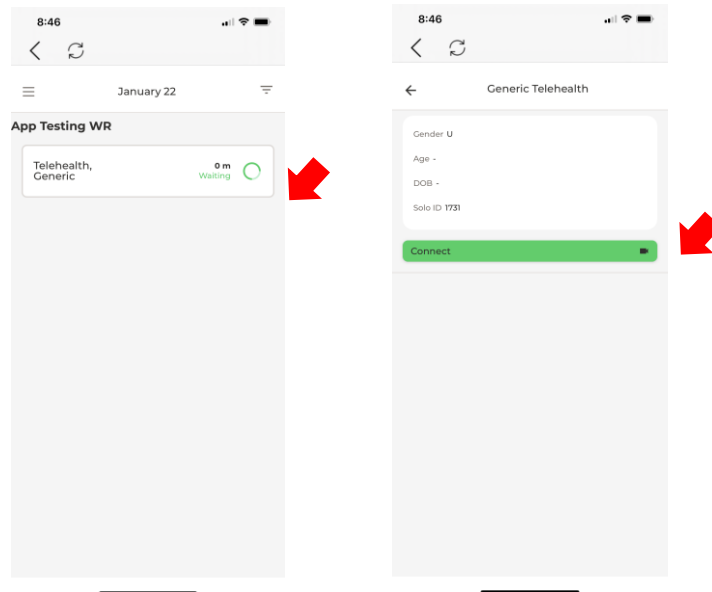 8:46
January 22
App Testing WR
Telehealth,
Generic
0 m
Waiting
8:46
Generic Telehealth
Gender U
Age -
DOB -
Solo ID 1731
Connect